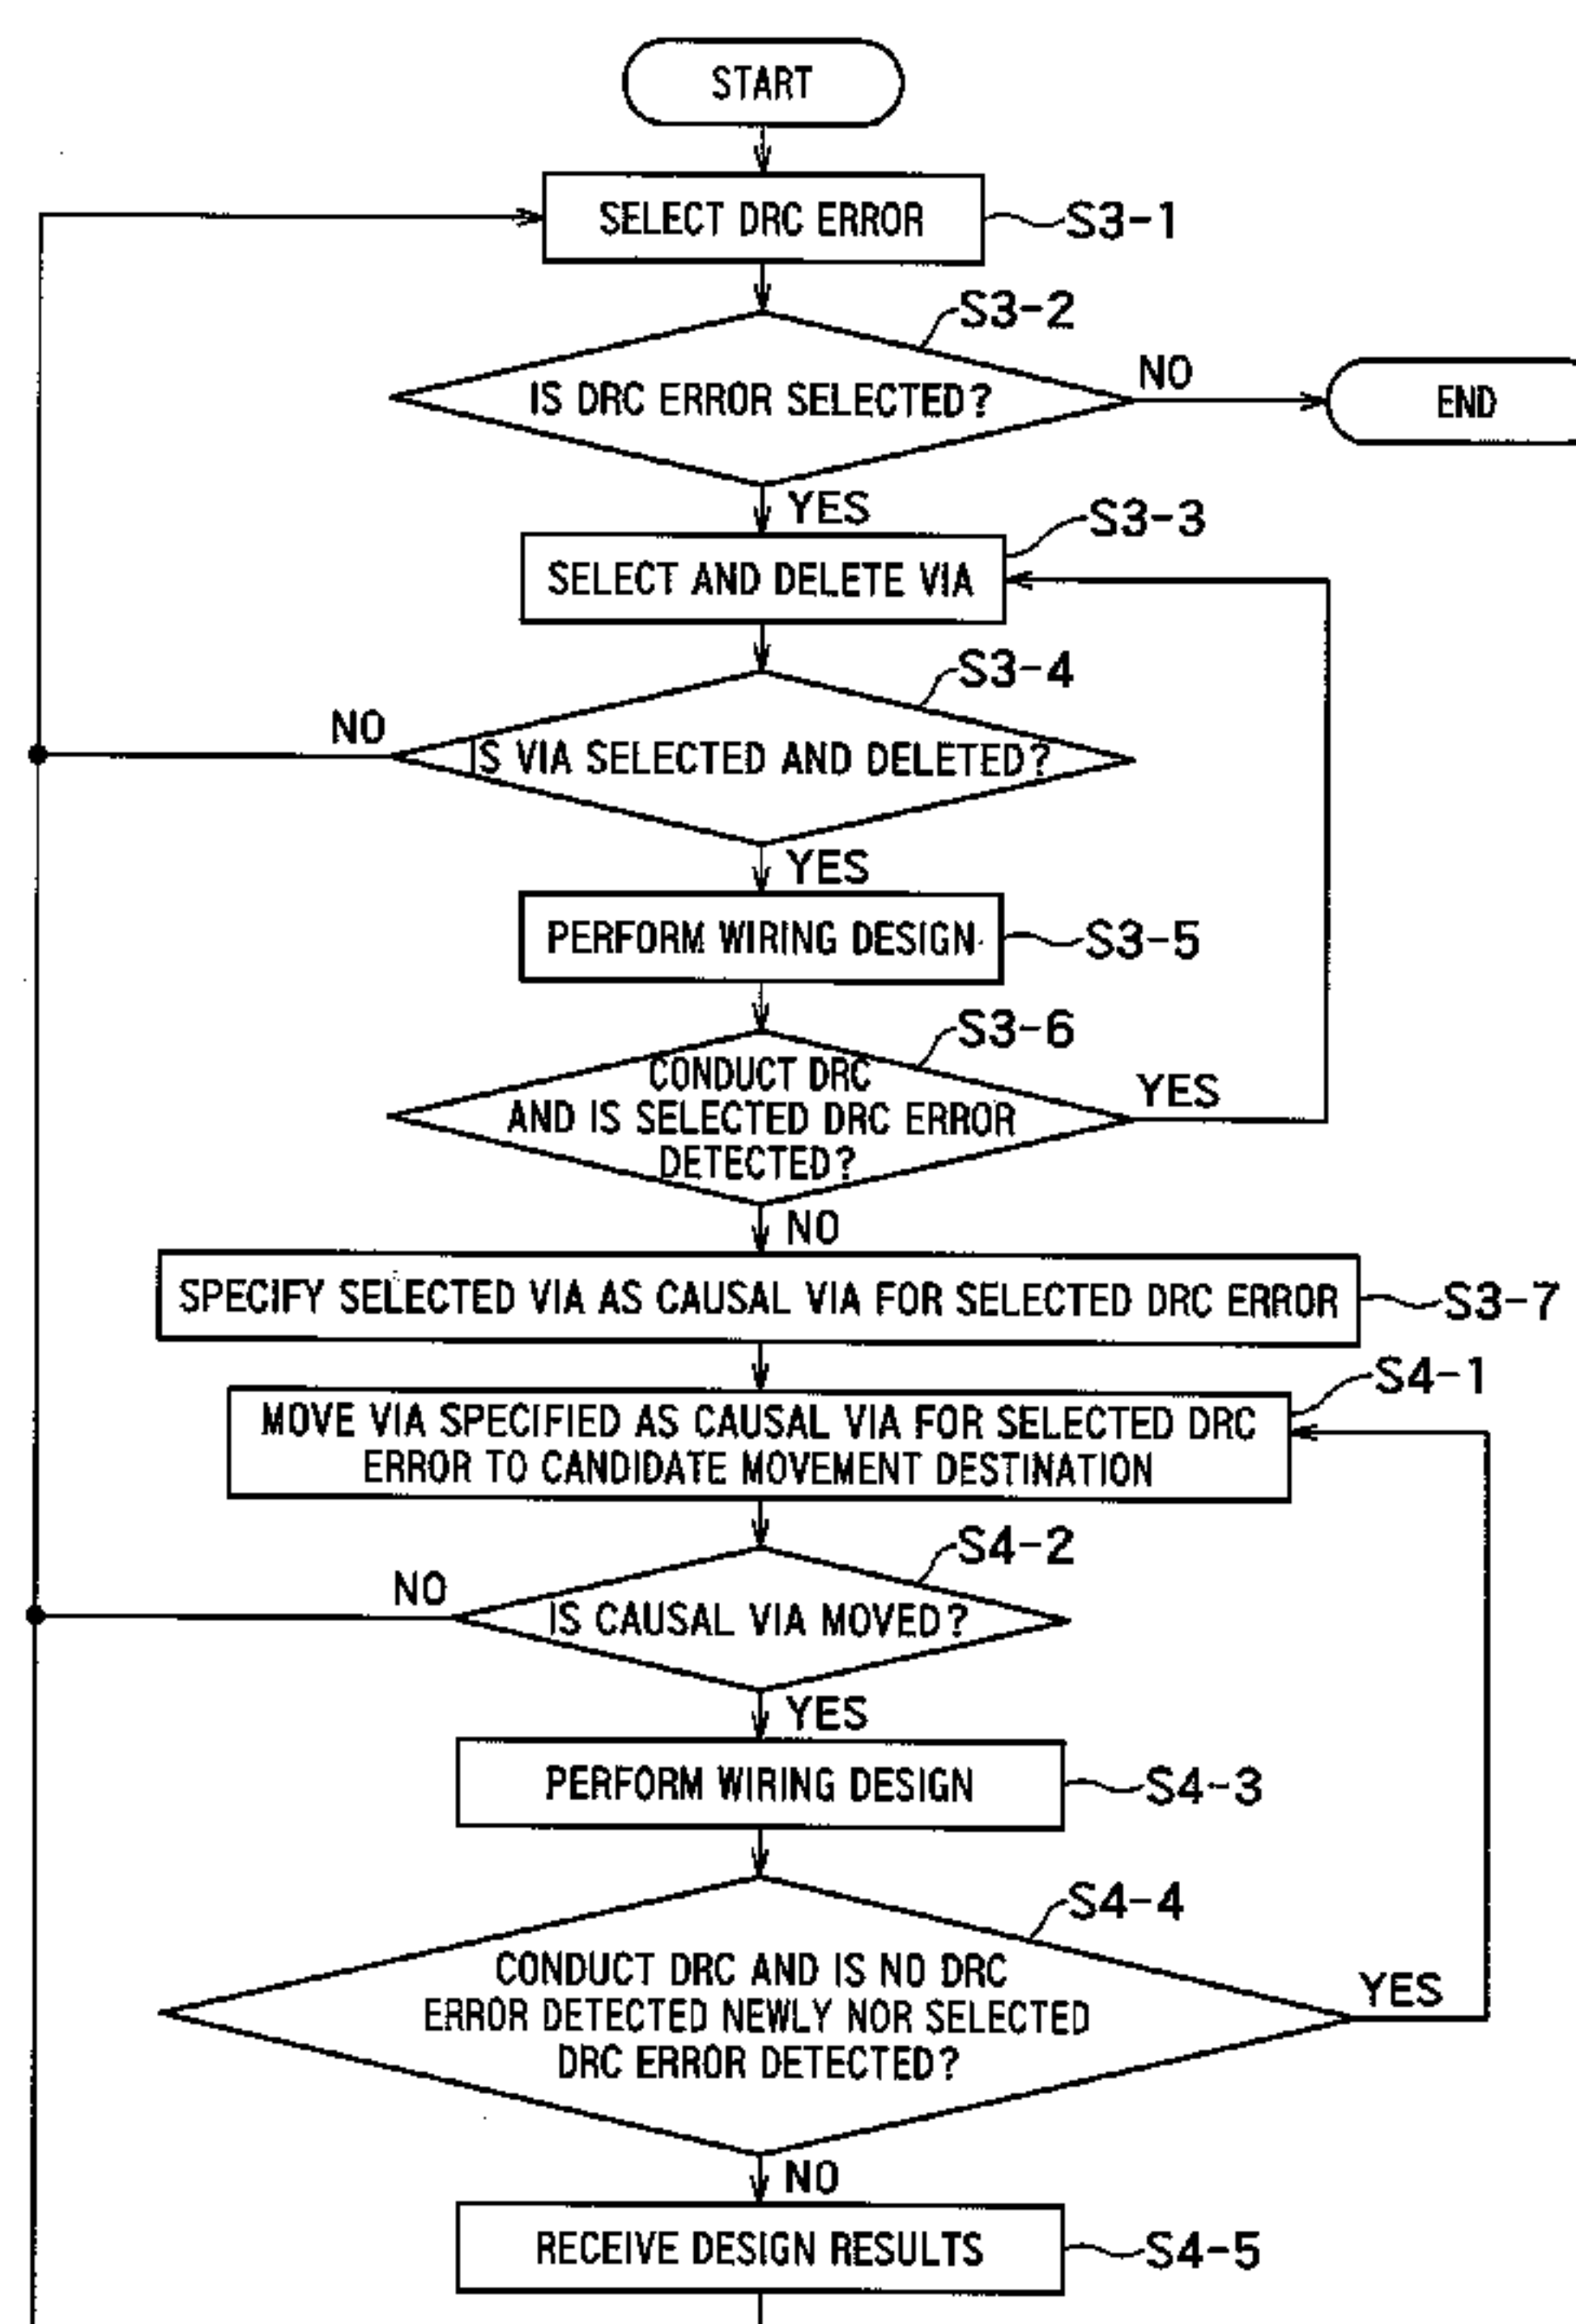 START
SELECT DRC ERROR
S3-1
S3-2
IS DRC ERROR SELECTED?
NO
END
YES
S3-3
SELECT AND DELETE VIA
S3-4
NO
IS VIA SELECTED AND DELETED?
YES
PERFORM WIRING DESIGN
S3-5
S3-6
CONDUCT DRC
AND IS SELECTED DRC ERROR
DETECTED?
YES
NO
SPECIFY SELECTED VIA AS CAUSAL VIA FOR SELECTED DRC ERROR
S3-7
S4-1
MOVE VIA SPECIFIED AS CAUSAL VIA FOR SELECTED DRC
ERROR TO CANDIDATE MOVEMENT DESTINATION
S4-2
NO
IS CAUSAL VIA MOVED?
YES
PERFORM WIRING DESIGN
S4-3
S4-4
CONDUCT DRC AND IS NO DRC
ERROR DETECTED NEWLY NOR SELECTED
DRC ERROR DETECTED?
YES
NO
RECEIVE DESIGN RESULTS
S4-5